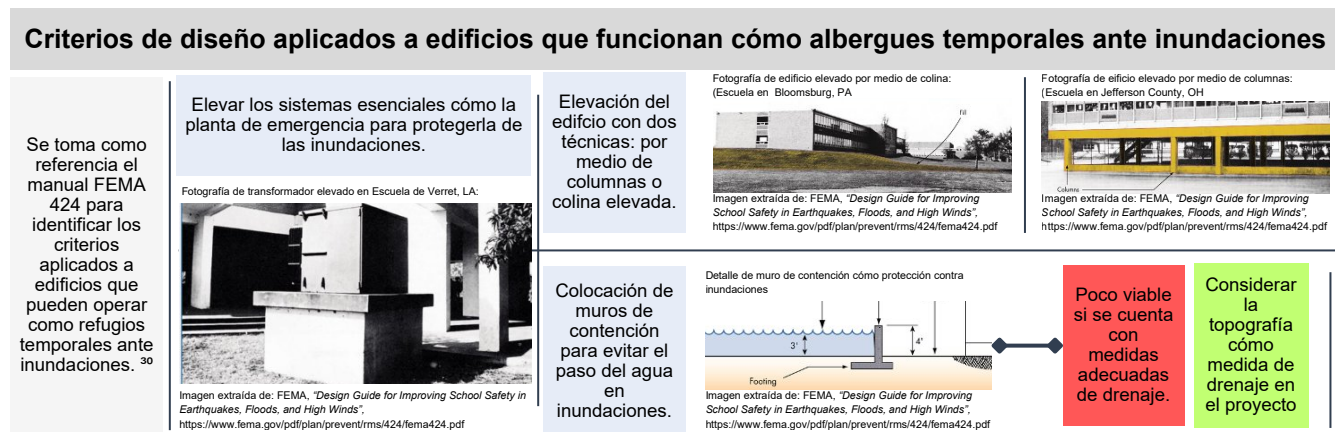 Criterios de diseño aplicados a edificios que funcionan cómo albergues temporales ante inundaciones
Se toma como
referencia el
manual FEMA
424 para
identificar los
criterios
aplicados a
edificios que
pueden operar
como refugios
temporales ante
inundaciones. ³⁰
Elevar los sistemas esenciales cómo la
planta de emergencia para protegerla de
las inundaciones.
Fotografía de transformador elevado en Escuela de Verret, LA:
Imagen extraída de: FEMA, “Design Guide for Improving School Safety in
Earthquakes, Floods, and High Winds”,
https://www.fema.gov/pdf/plan/prevent/rms/424/fema424.pdf
Elevación del
edifcio con dos
técnicas: por
medio de
columnas o
colina elevada.
Fotografía de edificio elevado por medio de colina:
(Escuela en Bloomsburg, PA
Fill
Imagen extraída de: FEMA, “Design Guide for Improving
School Safety in Earthquakes, Floods, and High Winds”,
https://www.fema.gov/pdf/plan/prevent/rms/424/fema424.pdf
Fotografía de eificio elevado por medio de columnas:
(Escuela en Jefferson County, OH
Columns
Imagen extraída de: FEMA, “Design Guide for Improving
School Safety in Earthquakes, Floods, and High Winds”,
https://www.fema.gov/pdf/plan/prevent/rms/424/fema424.pdf
Colocación de
muros de
contención
para evitar el
paso del agua
en
inundaciones.
Detalle de muro de contención cómo protección contra
inundaciones
3'
4'
Footing
Imagen extraída de: FEMA, “Design Guide for Improving
School Safety in Earthquakes, Floods, and High Winds”,
https://www.fema.gov/pdf/plan/prevent/rms/424/fema424.pdf
Poco viable
si se cuenta
con
medidas
adecuadas
de drenaje.
Considerar
la
topografía
cómo
medida de
drenaje en
el proyecto